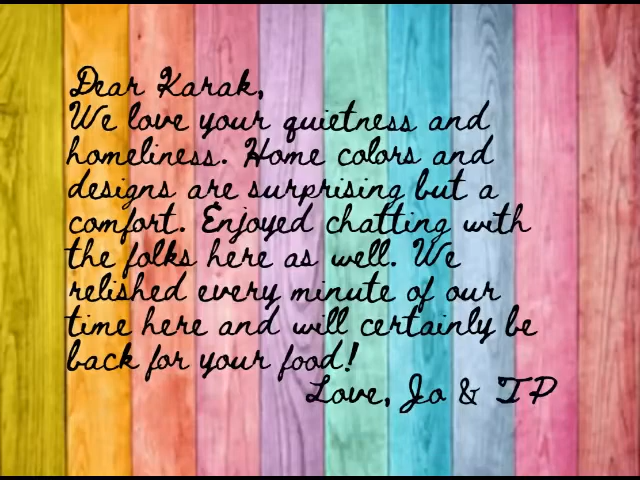 Dear Karak,
We love your quietness and
homeliness. Home colors and
designs are surprising but a
comfort. Enjoyed chatting with
the folks here as well. We
relished every minute of our
time here and will certainly be
back for your food!
Love, Jo & TP